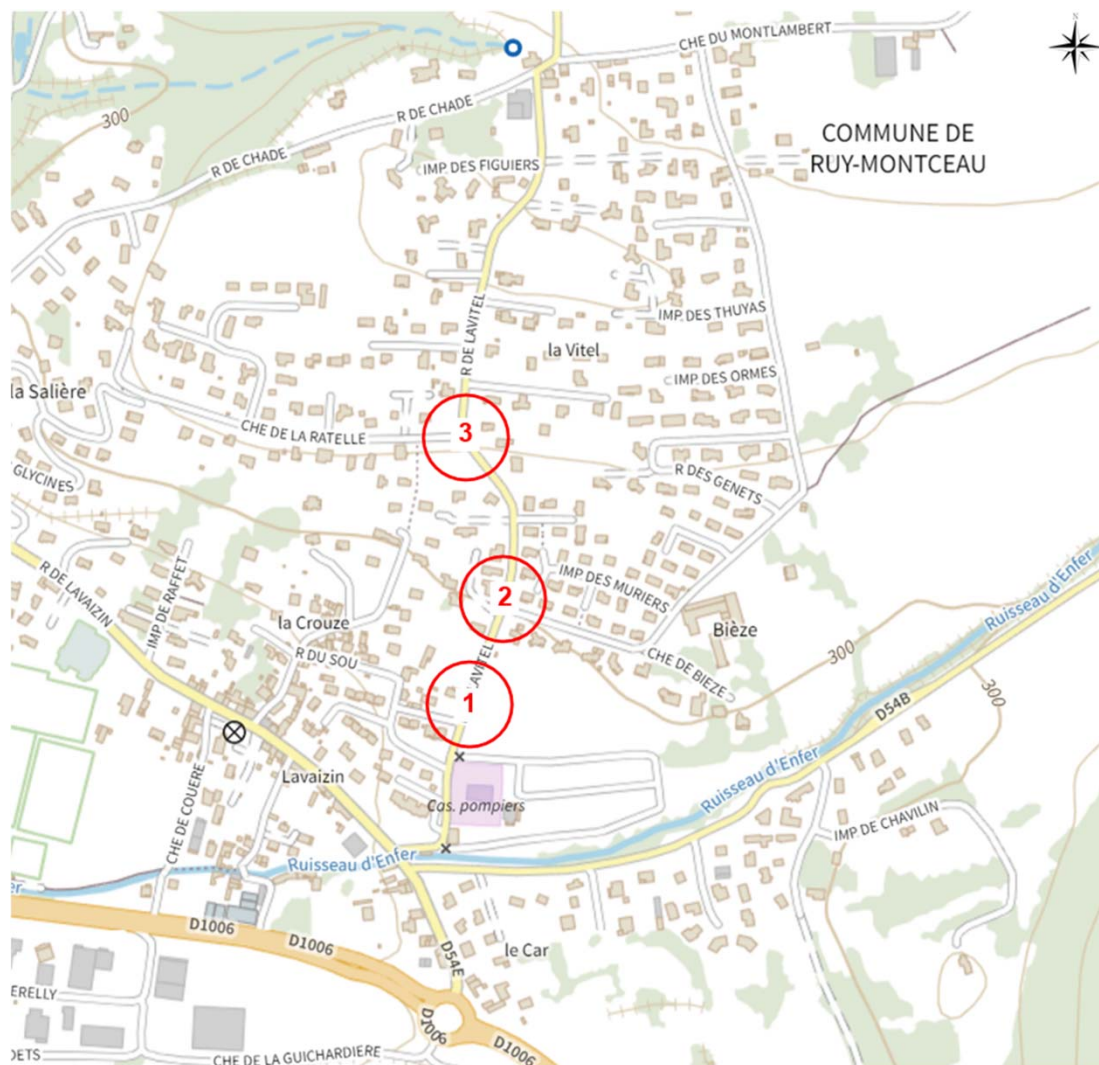 N
CHE DU MONTLAMBERT
R DE CHADE
300
COMMUNE DE
RUY-MONTCEAU
R DE CHADE
IMP DES FIGUIERS
R DE LAVITEL
IMP DES THUYAS
la Vitel
IMP DES ORMES
la Salière
CHE DE LA RATELLE
3
GLYCINES
R DES GENETS
R DE LAVAIZIN
IMP DE RAFFET
IMP DES MURIERS
2
Ruisseau d'Enfer
la Crouze
Bièze
R DU SOU
CHE DE BIEZE
300
LAVITEL
1
300
D54B
Lavaizin
Ruisseau d'Enfer
Cas. pompiers
CHE DE COUERE
IMP DE CHAVILIN
Ruisseau d'Enfer
er
D1006
D1006
D54E
le Car
ERELLY
D1006
D1006
DETS
CHE DE LA GUICHARDIERE